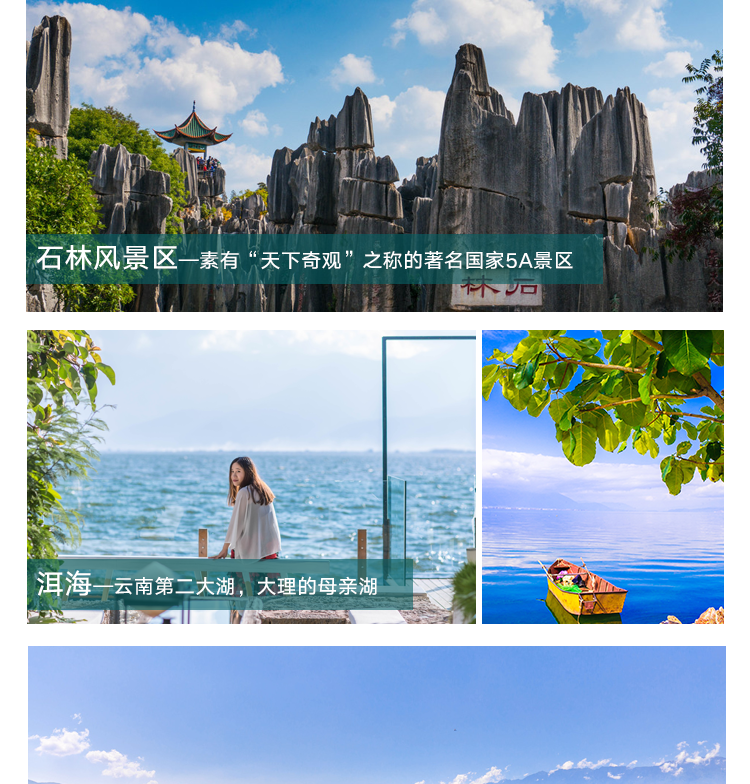 石林风景区—素有“天下奇观”之称的著名国家5A景区
林石
洱海—云南第二大湖，大理的母亲湖